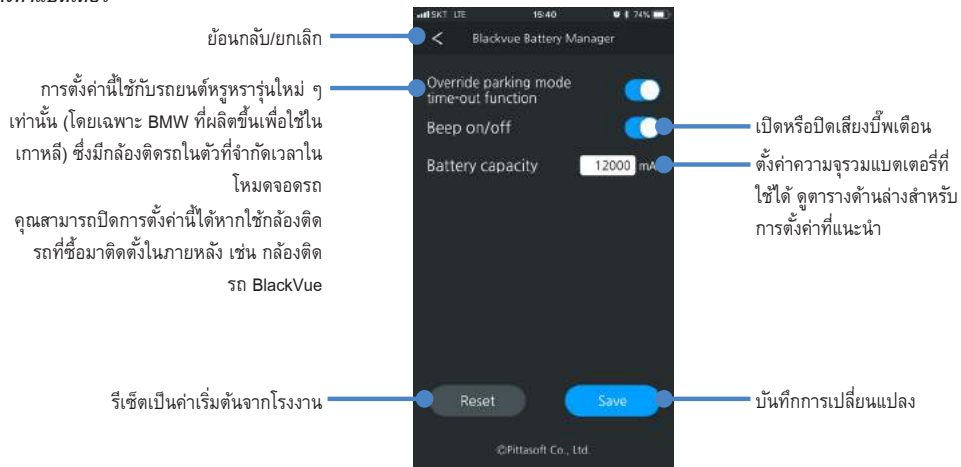 ย้อนกลับ/ยกเลิก
การตั้งค่านี้ใช้กับรถยนต์หรูหรารุ่นใหม่ ๆ
เท่านั้น (โดยเฉพาะ BMW ที่ผลิตขึ้นเพื่อใช้ใน
เกาหลี) ซึ่งมีกล้องติดรถในตัวที่จำกัดเวลาใน
โหมดจอดรถ
คุณสามารถปิดการตั้งค่านี้ได้หากใช้กล้องติด
รถที่ซื้อมาติดตั้งในภายหลัง เช่น กล้องติด
รถ BlackVue
รีเซ็ตเป็นค่าเริ่มต้นจากโรงงาน
SKT LTE 15:40 74%
Blackvue Battery Manager
Override parking mode
time-out function
Beep on/off
Battery capacity 12000 mA
Reset Save
©Pittasoft Co., Ltd.
เปิดหรือปิดเสียงบี๊พเตือน
ตั้งค่าความจุรวมแบตเตอรี่ที่
ใช้ได้ ดูตารางด้านล่างสำหรับ
การตั้งค่าที่แนะนำ
บันทึกการเปลี่ยนแปลง